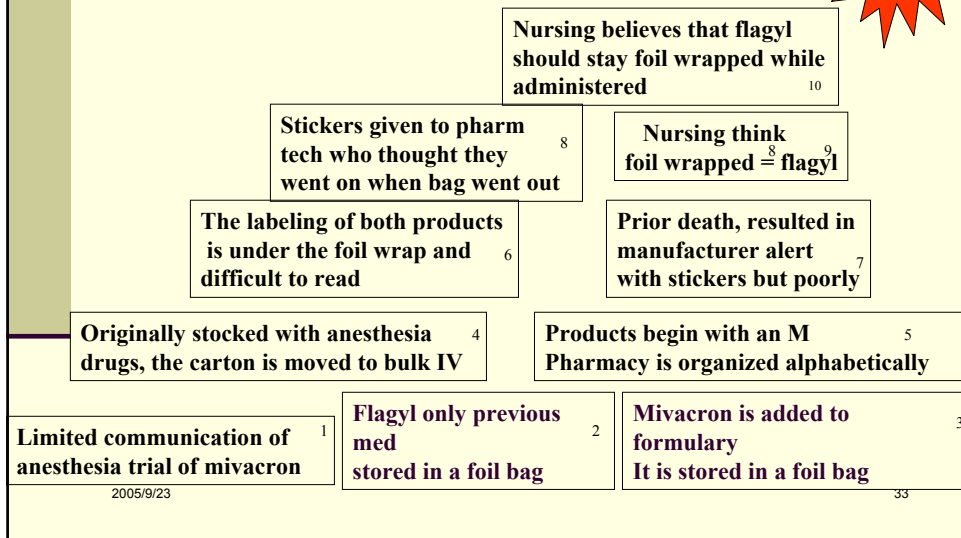 Nursing believes that flagyl
should stay foil wrapped while
administered 10
Stickers given to pharm
tech who thought they 8
went on when bag went out
Nursing think
foil wrapped = flagyl 8 9
The labeling of both products
is under the foil wrap and 6
difficult to read
Prior death, resulted in
manufacturer alert
with stickers but poorly 7
Originally stocked with anesthesia 4
drugs, the carton is moved to bulk IV
Products begin with an M 5
Pharmacy is organized alphabetically
Limited communication of 1
anesthesia trial of mivacron
Flagyl only previous
med 2
stored in a foil bag
Mivacron is added to 3
formulary
It is stored in a foil bag
2005/9/23
33